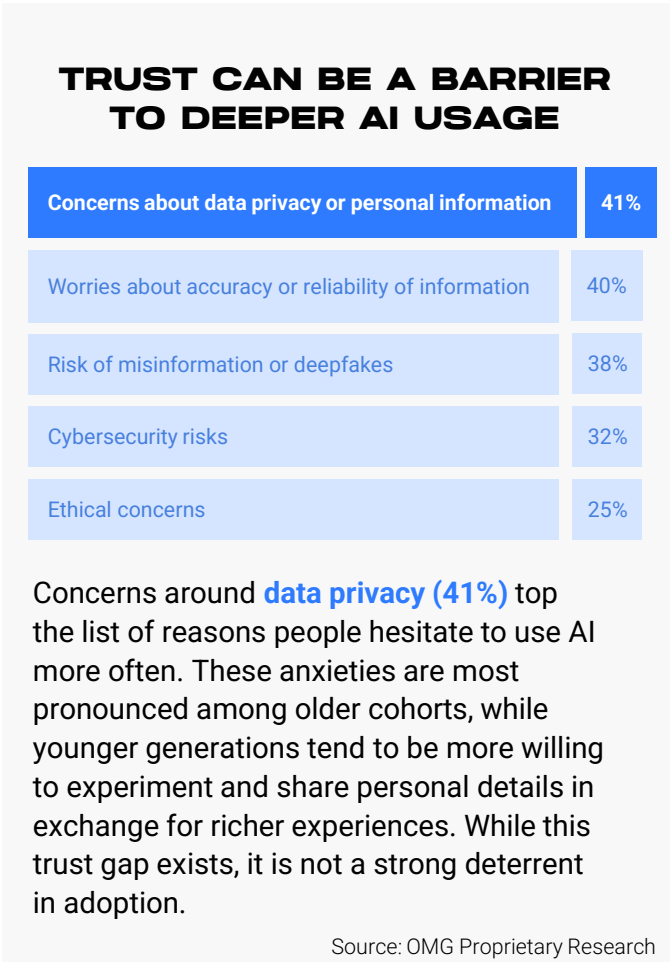 TRUST CAN BE A BARRIER
TO DEEPER AI USAGE
Concerns about data privacy or personal information 41%
Worries about accuracy or reliability of information 40%
Risk of misinformation or deepfakes 38%
Cybersecurity risks 32%
Ethical concerns 25%
Concerns around data privacy (41%) top
the list of reasons people hesitate to use AI
more often. These anxieties are most
pronounced among older cohorts, while
younger generations tend to be more willing
to experiment and share personal details in
exchange for richer experiences. While this
trust gap exists, it is not a strong deterrent
in adoption.
Source: OMG Proprietary Research